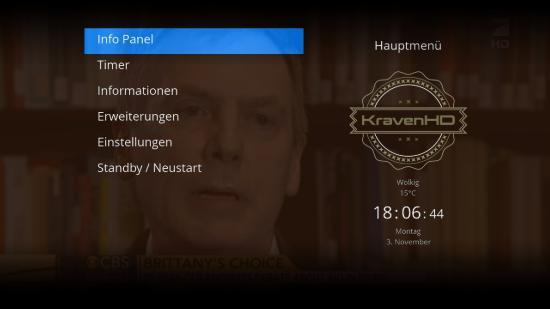 Info Panel
Timer
Informationen
Erweiterungen
Einstellungen
Standby / Neustart
Hauptmenü
HD
KravenHD
Wolkig
15°C
18:06:44
Montag
3. November
CBS
BRITTANY'S CHOICE